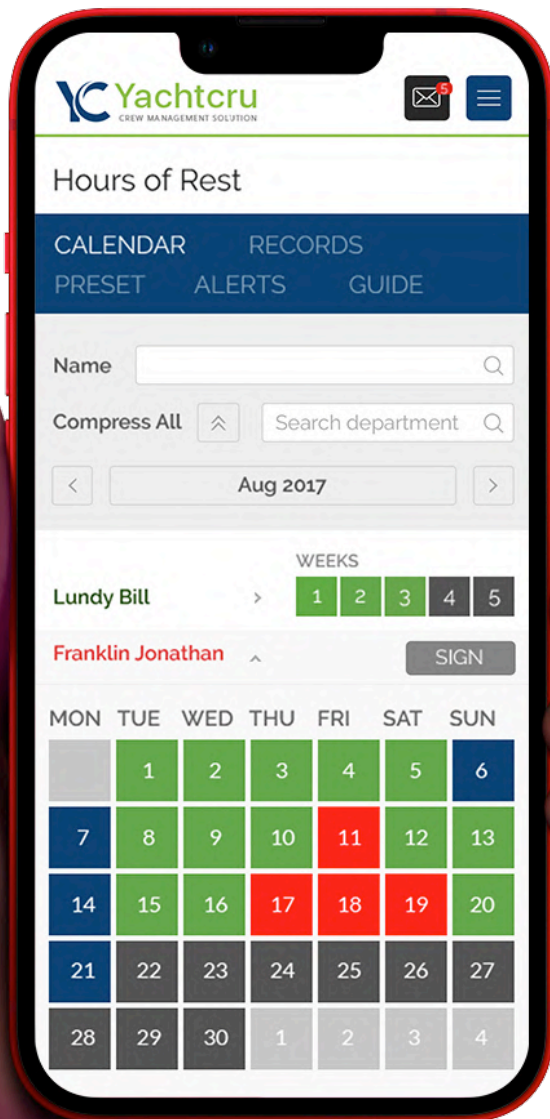 5
YC Yachtcru
CREW MANAGEMENT SOLUTION
Hours of Rest
CALENDAR RECORDS
PRESET ALERTS GUIDE
Name
Compress All Search department
< Aug 2017 >
WEEKS
Lundy Bill > 1 2 3 4 5
Franklin Jonathan SIGN
MON TUE WED THU FRI SAT SUN
1 2 3 4 5 6
7 8 9 10 11 12 13
14 15 16 17 18 19 20
21 22 23 24 25 26 27
28 29 30 1 2 3 4